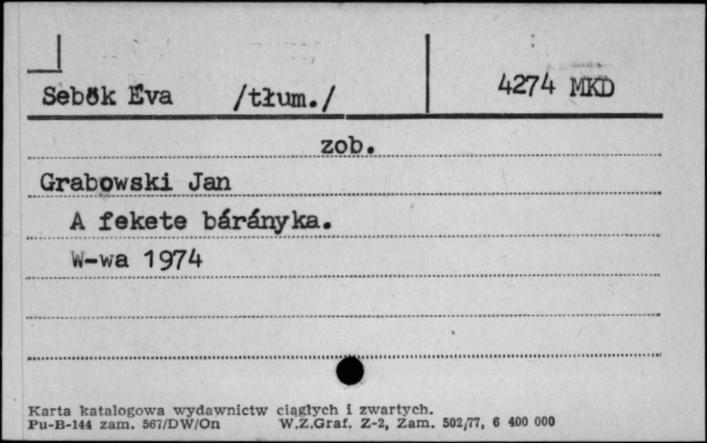 Sebők Éva /tłum./ 4274 MKD
zob.
Grabowski Jan
A fekete bárányka.
W-wa 1974
Karta katalogowa wydawnictw ciągłych i zwartych.
Pu-B-144 zam. 567/DW/On W.Z.Graf. Z-2, Zam. 502/77, 6 400 000